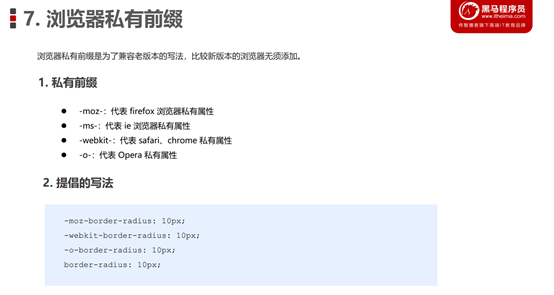 7. 浏览器私有前缀
黑马程序员
www.itheima.com
传智播客旗下高端IT教育品牌
浏览器私有前缀是为了兼容老版本的写法，比较新版本的浏览器无须添加。
1. 私有前缀
● -moz-：代表 firefox 浏览器私有属性
● -ms-：代表 ie 浏览器私有属性
● -webkit-：代表 safari、chrome 私有属性
● -o-：代表 Opera 私有属性
2. 提倡的写法
-moz-border-radius: 10px;
-webkit-border-radius: 10px;
-o-border-radius: 10px;
border-radius: 10px;